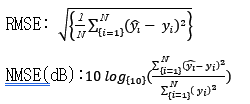 RMSE: √{1/N ∑_{i=1}^N (ŷ_i − y_i)²}
NMSE(dB) : 10 log_{10}(∑_{i=1}^N (ŷ_i − y_i)² / ∑_{i=1}^N (y_i)²)